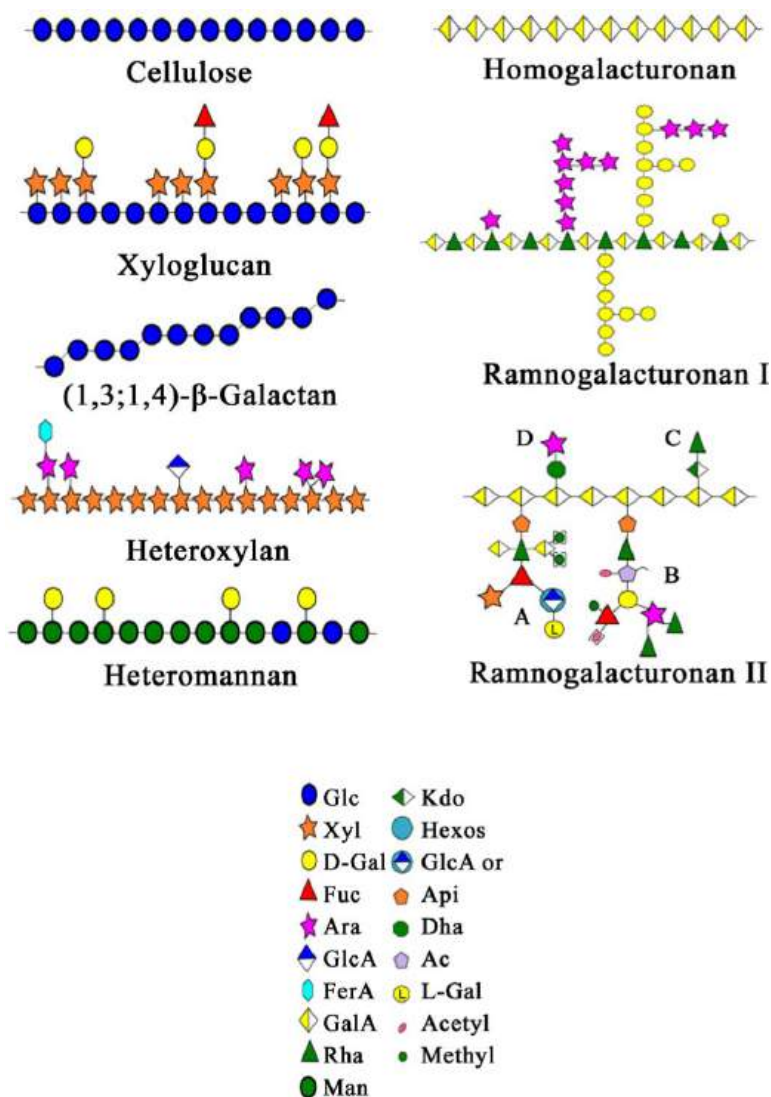 Cellulose
Xyloglucan
(1,3;1,4)-β-Galactan
Heteroxylan
Heteromannan
Homogalacturonan
Ramnogalacturonan I
D
C
B
A
L
Ramnogalacturonan II
Glc
Xyl
D-Gal
Fuc
Ara
GlcA
FerA
GalA
Rha
Man
Kdo
Hexos
GlcA or
Api
Dha
Ac
L-Gal
L
Acetyl
Methyl